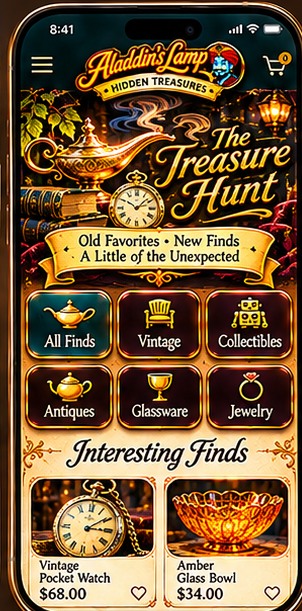 8:41
Aladdin's Lamp
HIDDEN TREASURES
0
The
Treasure
Hunt
Old Favorites • New Finds
A Little of the Unexpected
All Finds
Vintage
Collectibles
Antiques
Glassware
Jewelry
Interesting Finds
Vintage
Pocket Watch
$68.00
Amber
Glass Bowl
$34.00